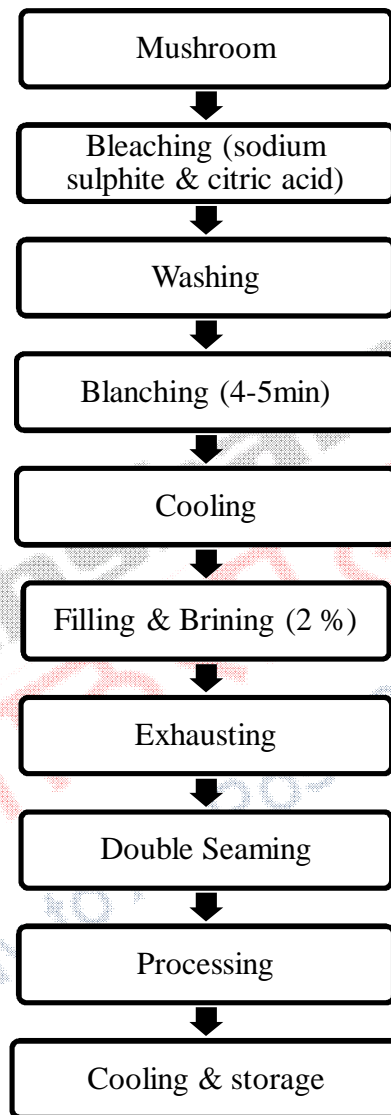 Mushroom
Bleaching (sodium
sulphite & citric acid)
Washing
Blanching (4-5min)
Cooling
Filling & Brining (2 %)
Exhausting
Double Seaming
Processing
Cooling & storage